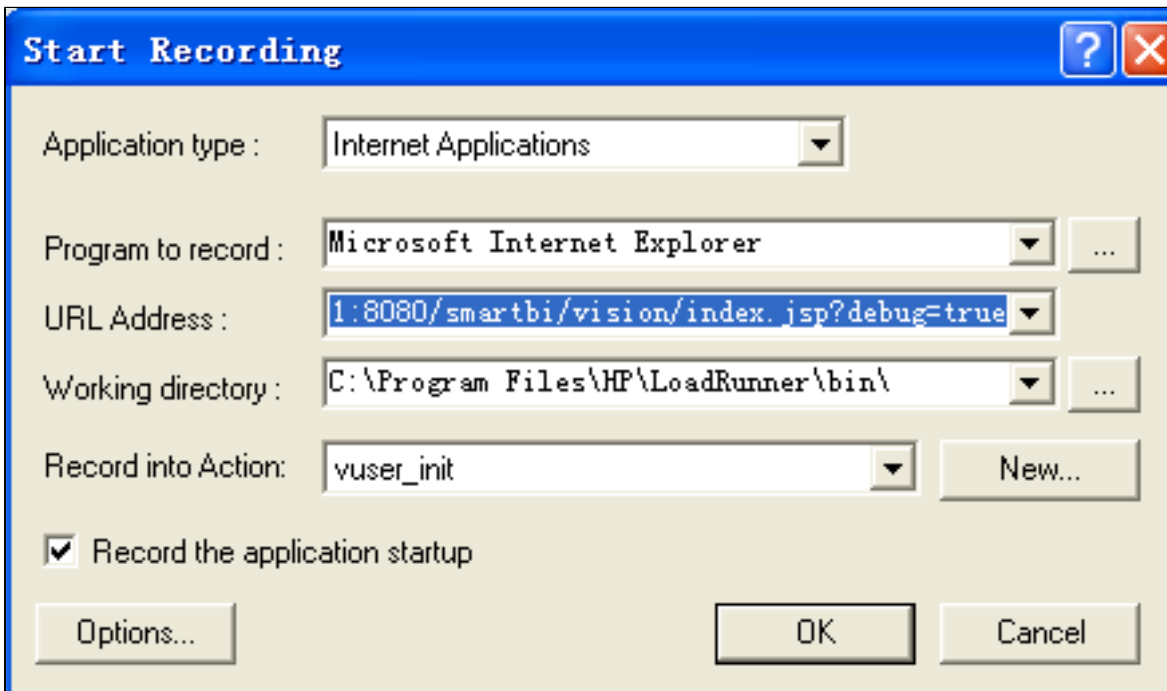 Start Recording
Application type : Internet Applications
Program to record : Microsoft Internet Explorer ...
URL Address : 1:8080/smartbi/vision/index.jsp?debug=true
Working directory : C:\Program Files\HP\LoadRunner\bin\ ...
Record into Action: vuser_init New...
Record the application startup
Options... OK Cancel